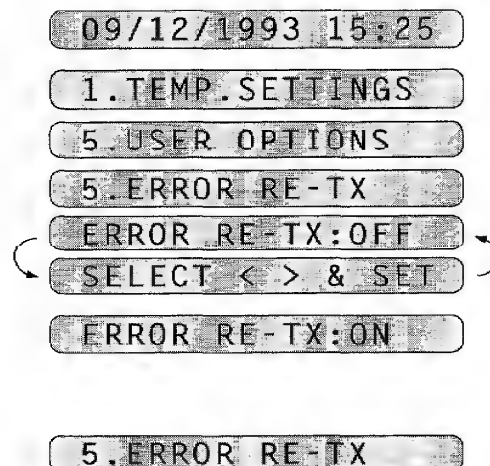 09/12/1993 15:25
1.TEMP.SETTINGS
5.USER OPTIONS
5.ERROR RE-TX
ERROR RE-TX:OFF
SELECT < > & SET
ERROR RE-TX:ON
5.ERROR RE-TX